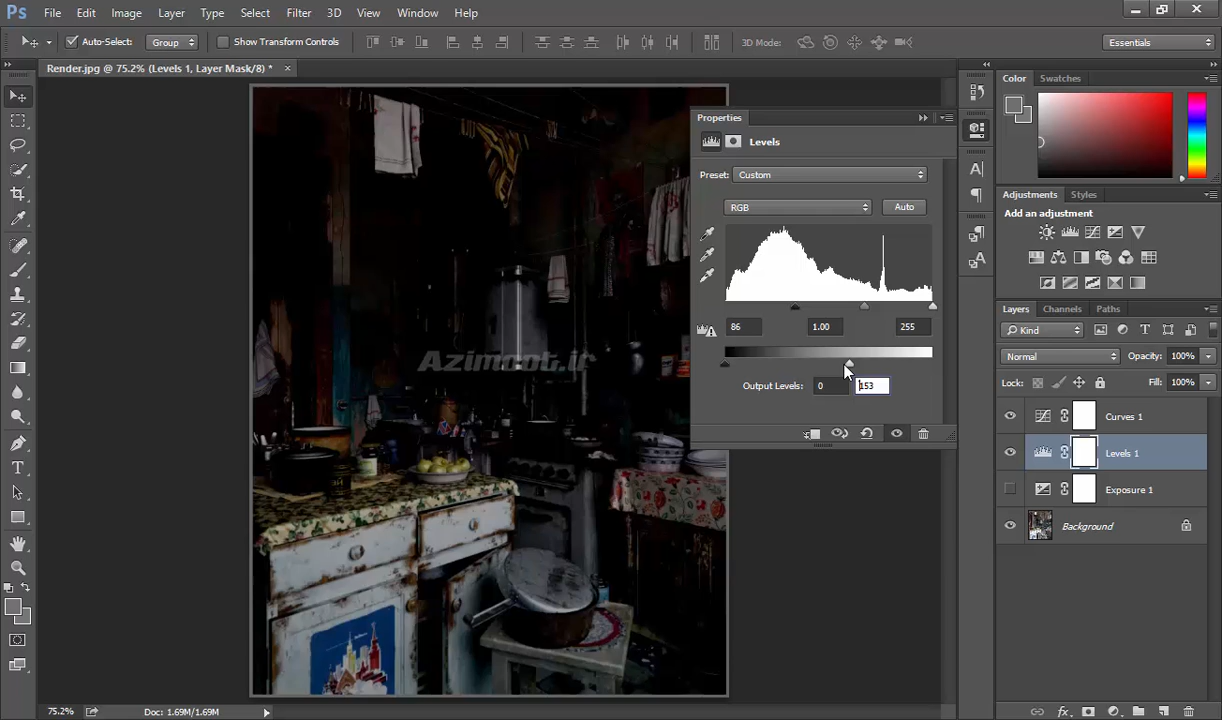 Ps File Edit Image Layer Type Select Filter 3D View Window Help
Auto-Select: Group Show Transform Controls 3D Mode: Essentials
Render.jpg @ 75.2% (Levels 1, Layer Mask/8) * ×
Properties
Levels
Preset: Custom
RGB Auto
86 1.00 255
Output Levels: 0 153
Azimoot.ir
Color Swatches
Adjustments Styles
Add an adjustment
Layers Channels Paths
Kind
Normal Opacity: 100%
Lock: Fill: 100%
Curves 1
Levels 1
Exposure 1
Background
fx
75.2% Doc: 1.69M/1.69M